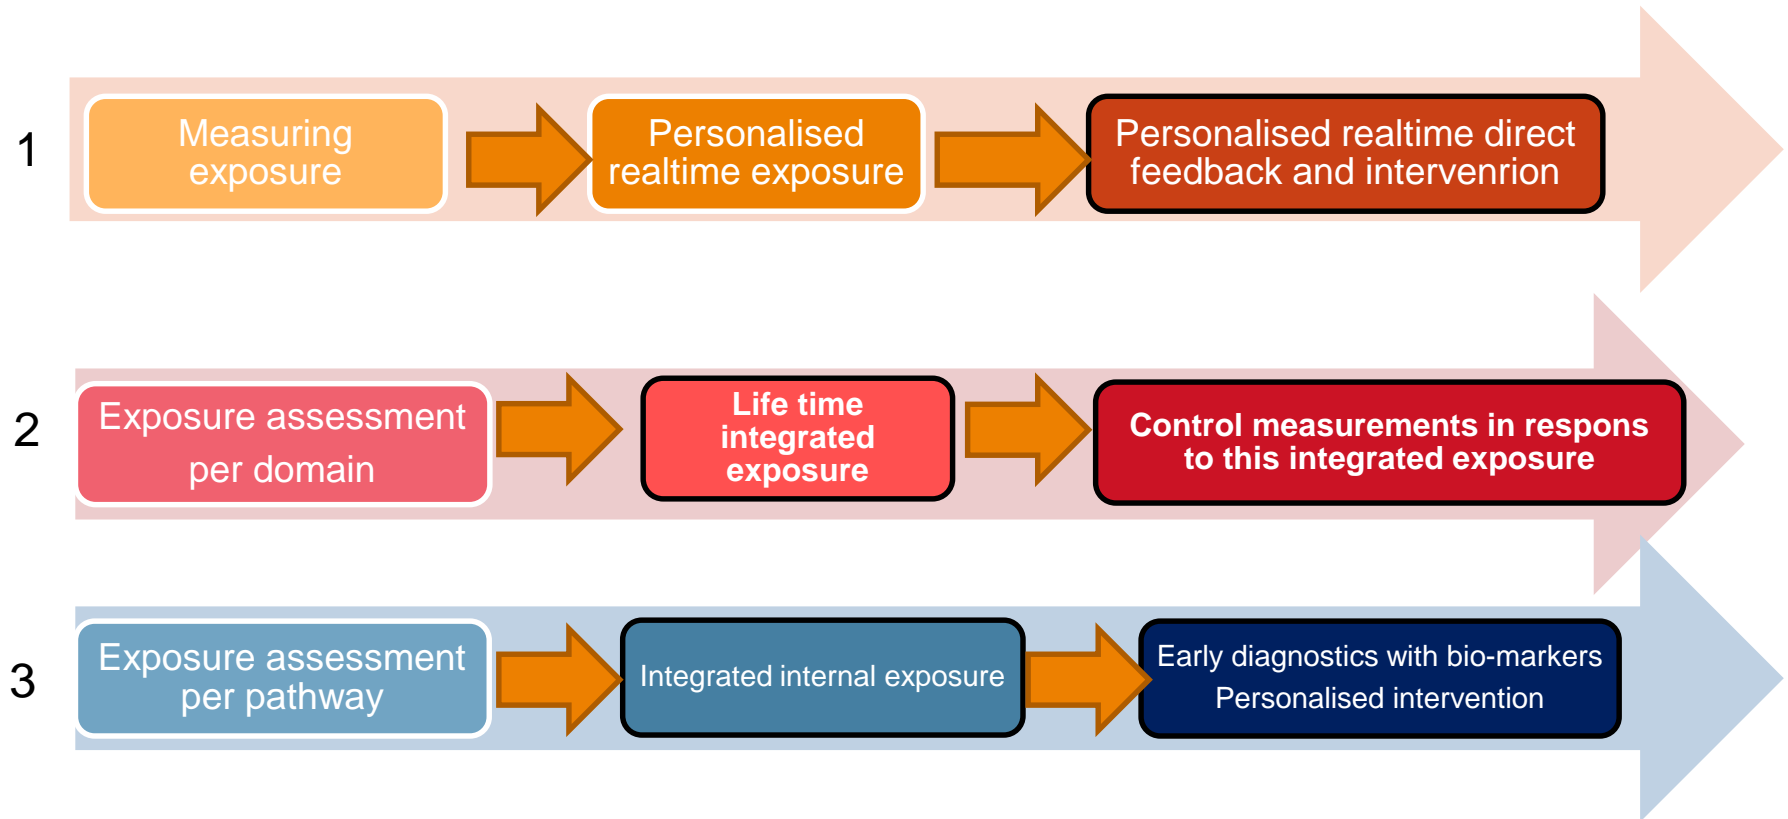 1
Measuring
exposure
Personalised
realtime exposure
Personalised realtime direct
feedback and intervenrion
2
Exposure assessment
per domain
Life time
integrated
exposure
Control measurements in respons
to this integrated exposure
3
Exposure assessment
per pathway
Integrated internal exposure
Early diagnostics with bio-markers
Personalised intervention